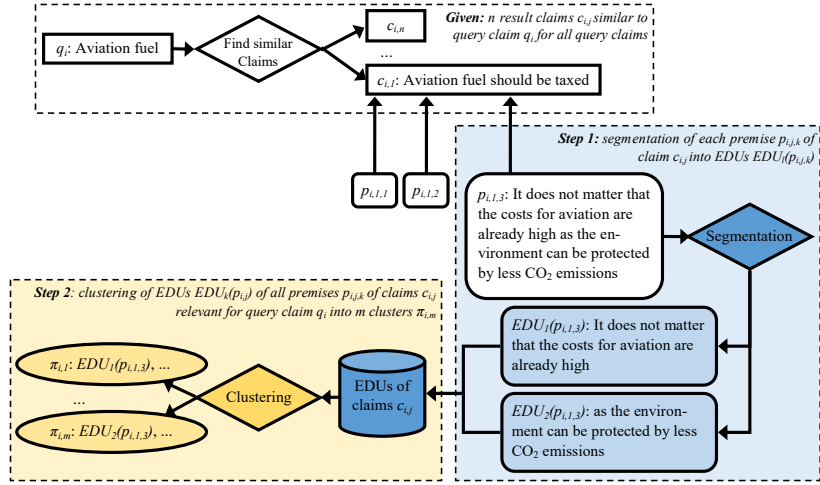 Given: n result claims c_{i,j} similar to
query claim q_i for all query claims
q_i: Aviation fuel
Find similar
Claims
c_{i,n}
...
c_{i,1}: Aviation fuel should be taxed
p_{i,1,1}
p_{i,1,2}
Step 1: segmentation of each premise p_{i,j,k} of
claim c_{i,j} into EDUs EDU_l(p_{i,j,k})
p_{i,1,3}: It does not matter that
the costs for aviation are
already high as the en-
vironment can be protected
by less CO₂ emissions
Segmentation
EDU_1(p_{i,1,3}): It does not matter
that the costs for aviation are
already high
EDU_2(p_{i,1,3}): as the environ-
ment can be protected by less
CO₂ emissions
Step 2: clustering of EDUs EDU_k(p_{i,j}) of all premises p_{i,j,k} of claims c_{i,j}
relevant for query claim q_i into m clusters π_{i,m}
EDUs of
claims c_{i,j}
Clustering
π_{i,1}: EDU_1(p_{i,1,3}), ...
...
π_{i,m}: EDU_2(p_{i,1,3}), ...